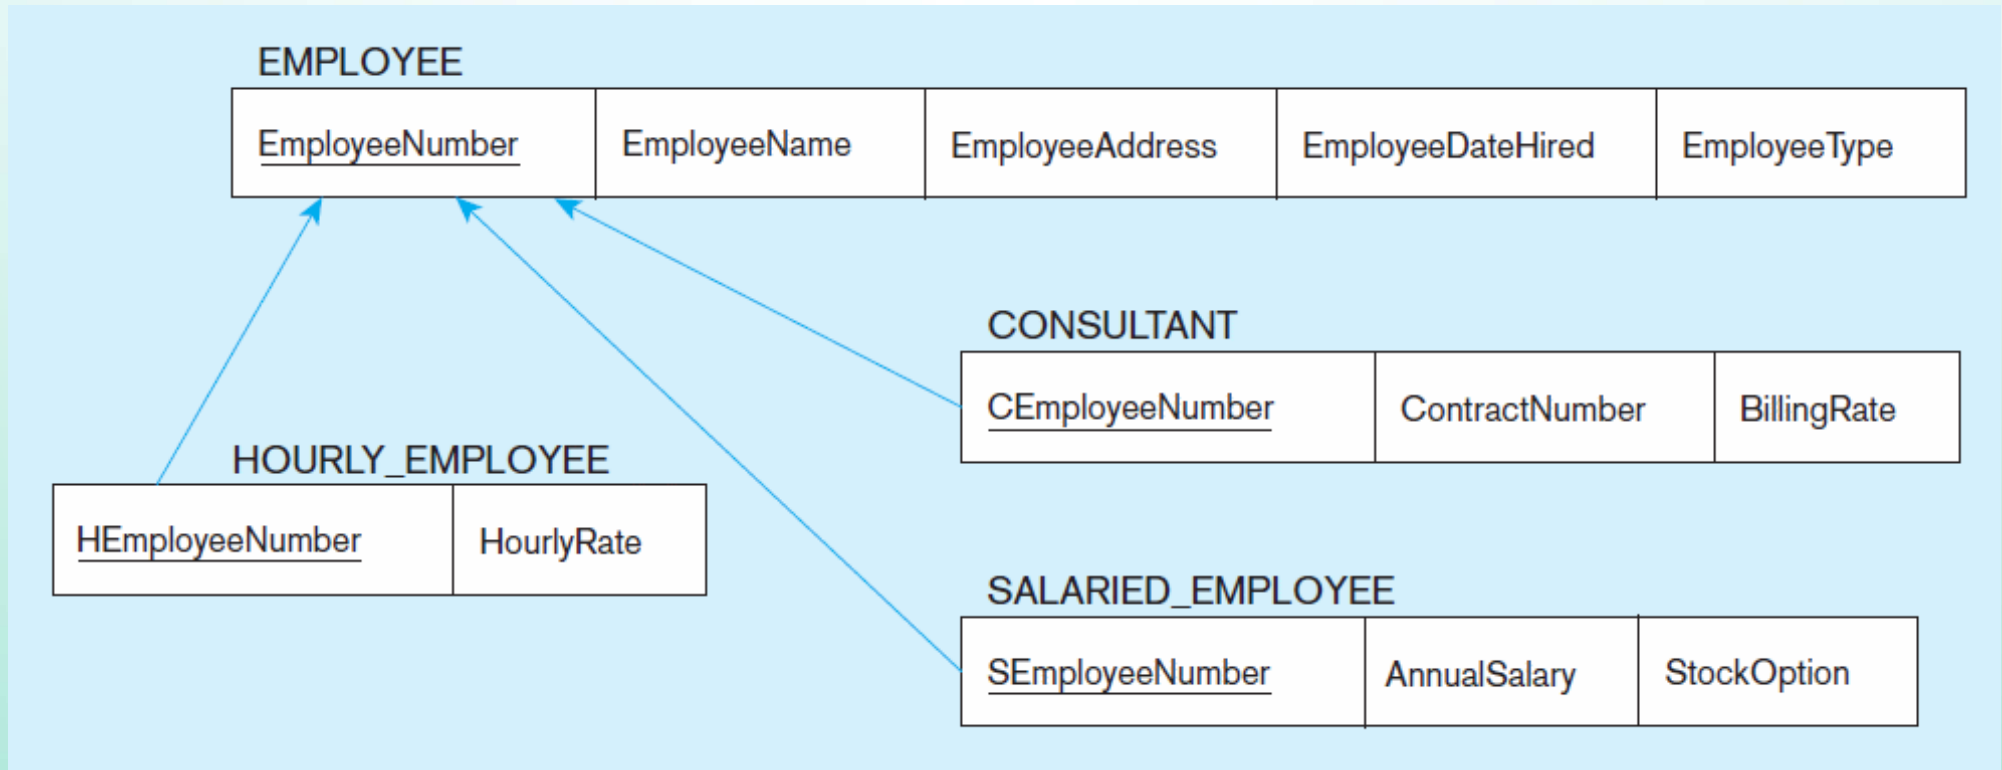 EMPLOYEE
EmployeeNumber EmployeeName EmployeeAddress EmployeeDateHired EmployeeType
CONSULTANT
CEmployeeNumber ContractNumber BillingRate
HOURLY_EMPLOYEE
HEmployeeNumber HourlyRate
SALARIED_EMPLOYEE
SEmployeeNumber AnnualSalary StockOption